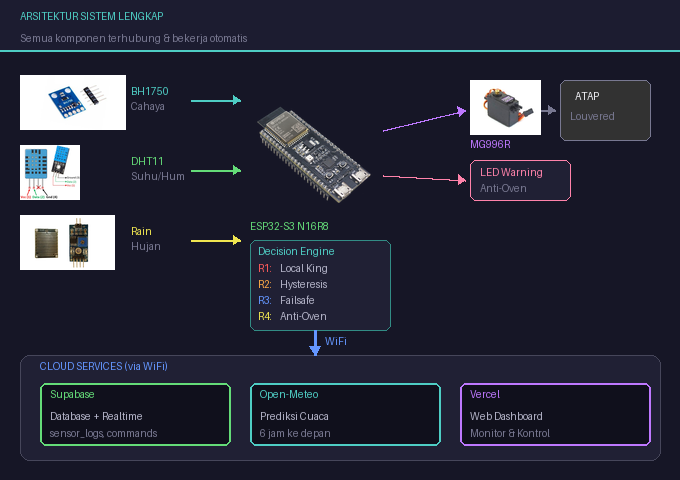 ARSITEKTUR SISTEM LENGKAP
Semua komponen terhubung & bekerja otomatis
BH1750
Cahaya
DHT11
Suhu/Hum
Rain
Hujan
ESP32-S3 N16R8
Decision Engine
R1: Local King
R2: Hysteresis
R3: Failsafe
R4: Anti-Oven
WiFi
MG996R
ATAP
Louvered
LED Warning
Anti-Oven
CLOUD SERVICES (via WiFi)
Supabase
Database + Realtime
sensor_logs, commands
Open-Meteo
Prediksi Cuaca
6 jam ke depan
Vercel
Web Dashboard
Monitor & Kontrol